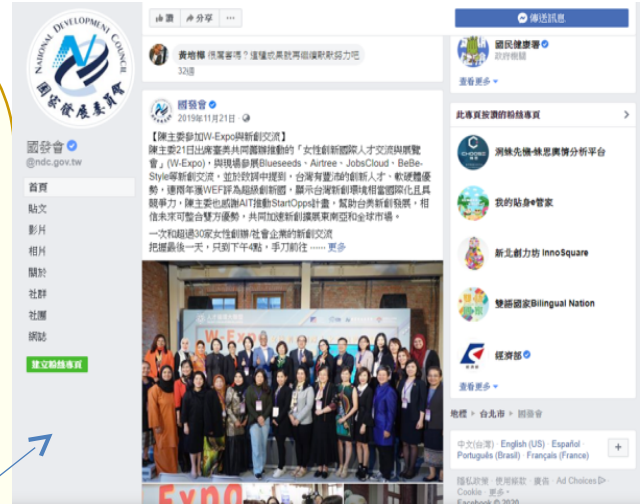 NATIONAL DEVELOPMENT COUNCIL
國家發展委員會
國發會
@ndc.gov.tw
首頁
貼文
影片
相片
關於
社群
社團
網誌
建立粉絲專頁
讚
分享
黃培樺 很厲害嗎？這種成果就再繼續默默努力吧
32週
國發會
2019年11月21日
【陳主委參加W-Expo與新創交流】
陳主委21日出席臺美共同籌辦推動的「女性創新國際人才交流與展覽
會」(W-Expo)，與現場參展Blueseeds、Airtree、JobsCloud、BeBe-
Style等新創交流，並於致詞中提到，台灣有豐沛的創新人才、軟硬體優
勢，連兩年獲WEF評為超級創新國，顯示台灣新創環境相當國際化且具
競爭力，陳主委也感謝AIT推動StartOpps計畫，幫助台美新創發展，相
信未來可整合雙方優勢，共同加速新創擴展東南亞和全球市場。
一次和超過30家女性創辦/社會企業的新創交流
把握最後一天，只到下午4點，手刀前往 …… 更多
W-Expo
Expo
傳送訊息
國民健康署
政府機關
查看更多
此專頁按讚的粉絲專頁
CHOOSE
洞悉先機-蛛思輿情分析平台
我的貼身e管家
新北創力坊 InnoSquare
雙語國家Bilingual Nation
經濟部
查看更多
地標 台北市 國發會
中文(台灣) · English (US) · Español ·
Português (Brasil) · Français (France)
隱私政策 · 使用條款 · 廣告 · Ad Choices
Cookie · 更多
Facebook © 2020